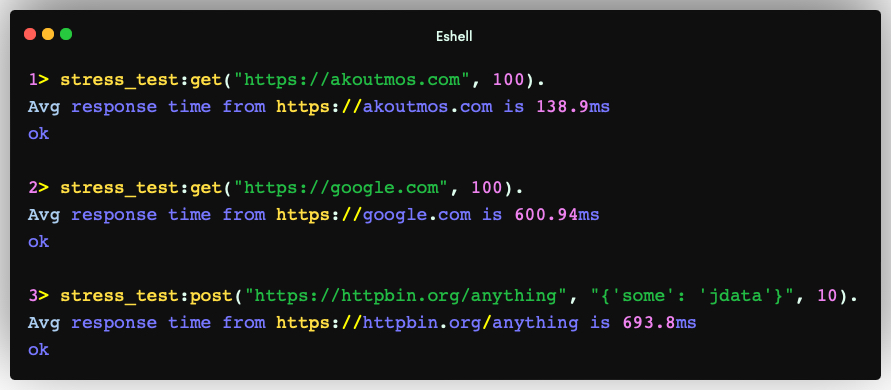 Eshell
1> stress_test:get("https://akoutmos.com", 100).
Avg response time from https://akoutmos.com is 138.9ms
ok
2> stress_test:get("https://google.com", 100).
Avg response time from https://google.com is 600.94ms
ok
3> stress_test:post("https://httpbin.org/anything", "{'some': 'jdata'}", 10).
Avg response time from https://httpbin.org/anything is 693.8ms
ok